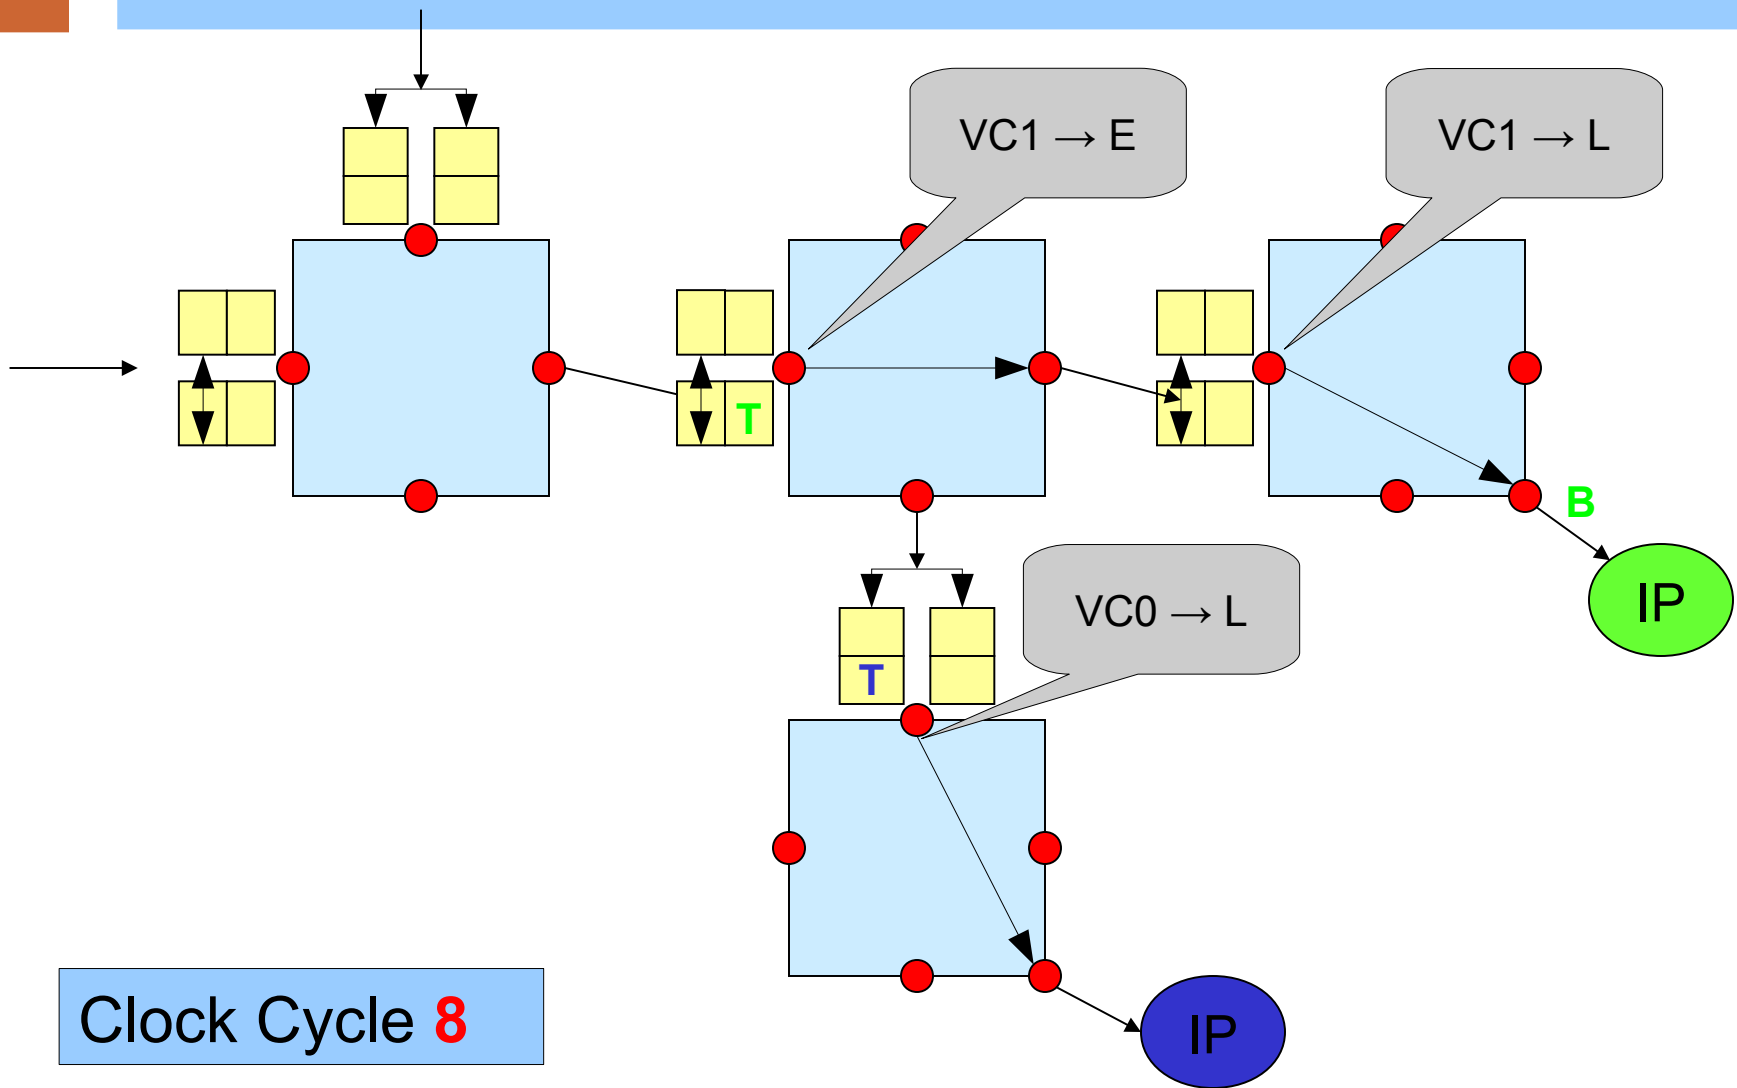 VC1 → E
VC1 → L
T
B
IP
VC0 → L
T
Clock Cycle 8
IP